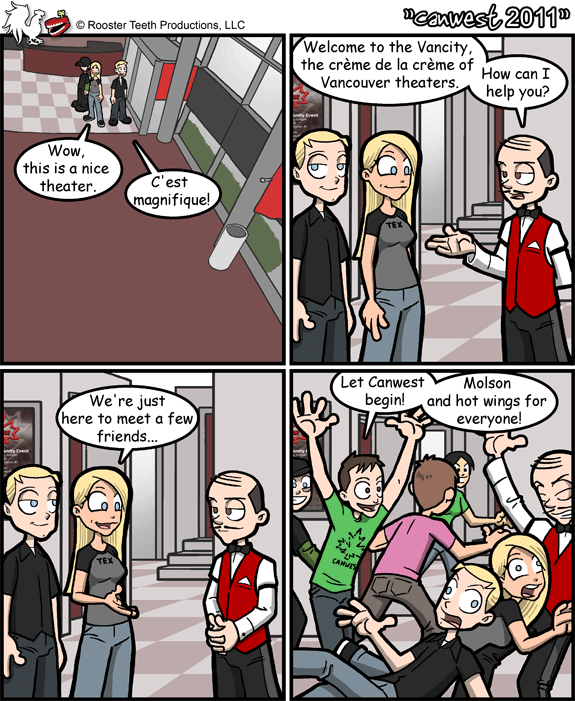 © Rooster Teeth Productions, LLC
"canwest 2011"
Wow,
this is a nice
theater.
C'est
magnifique!
Welcome to the Vancity,
the crème de la crème of
Vancouver theaters.
How can I
help you?
TEX
We're just
here to meet a few
friends...
TEX
Let Canwest
begin!
Molson
and hot wings for
everyone!
CANWES